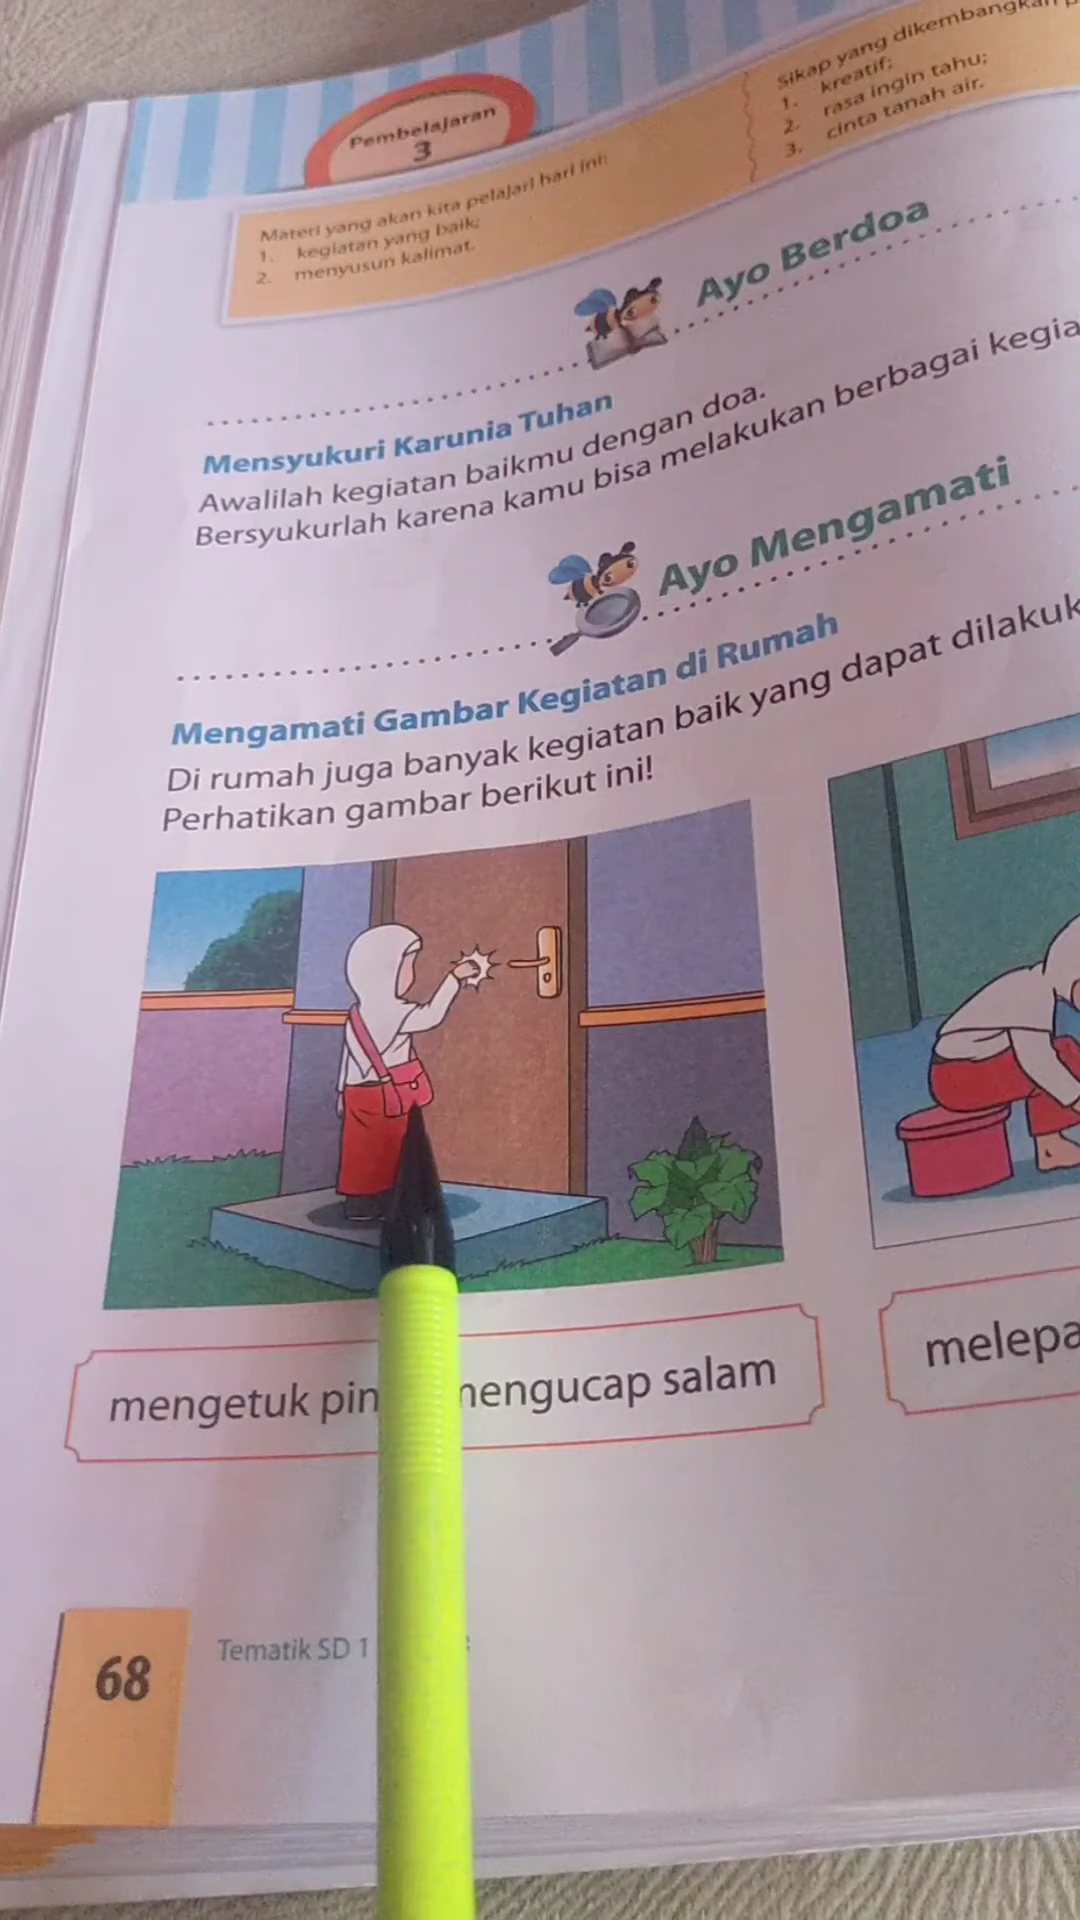 Pembelajaran
3
Materi yang akan kita pelajari hari ini:
1. kegiatan yang baik;
2. menyusun kalimat.
Sikap yang dikembangkan
1. kreatif;
2. rasa ingin tahu;
3. cinta tanah air.
Ayo Berdoa
Mensyukuri Karunia Tuhan
Awalilah kegiatan baikmu dengan doa.
Bersyukurlah karena kamu bisa melakukan berbagai kegia
Ayo Mengamati
Mengamati Gambar Kegiatan di Rumah
Di rumah juga banyak kegiatan baik yang dapat dilakuk
Perhatikan gambar berikut ini!
mengetuk pin mengucap salam
melepa
68
Tematik SD 1